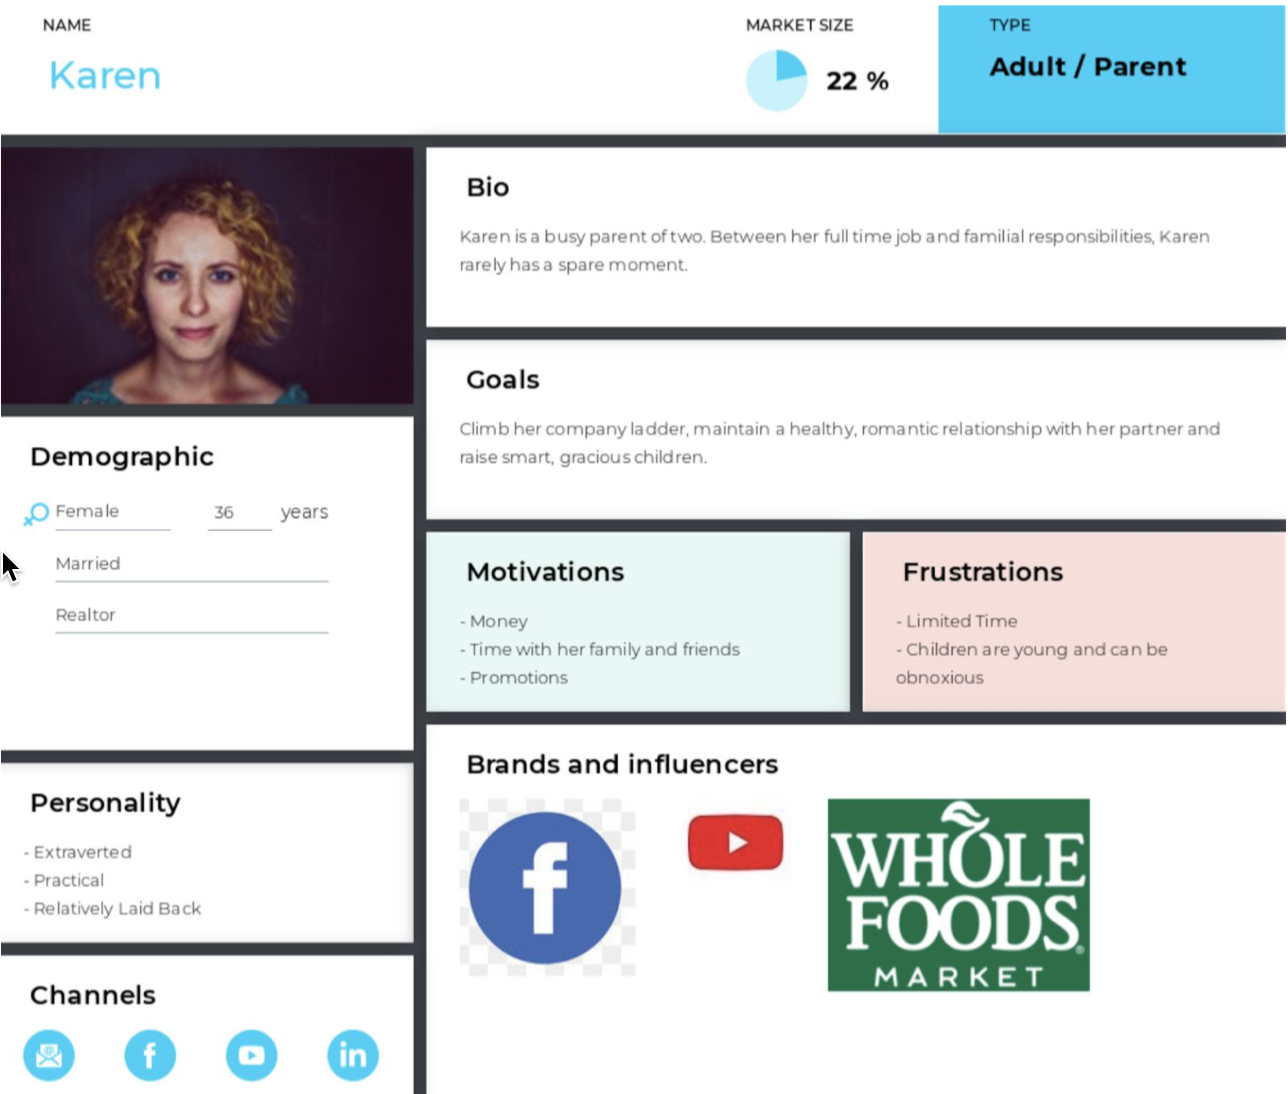 NAME
Karen
MARKET SIZE
22 %
TYPE
Adult / Parent
Bio
Karen is a busy parent of two. Between her full time job and familial responsibilities, Karen
rarely has a spare moment.
Goals
Climb her company ladder, maintain a healthy, romantic relationship with her partner and
raise smart, gracious children.
Demographic
Female 36 years
Married
Realtor
Motivations
- Money
- Time with her family and friends
- Promotions
Frustrations
- Limited Time
- Children are young and can be
obnoxious
Personality
- Extraverted
- Practical
- Relatively Laid Back
Brands and influencers
f
WHOLE
FOODS
®
MARKET
Channels
@
f
in